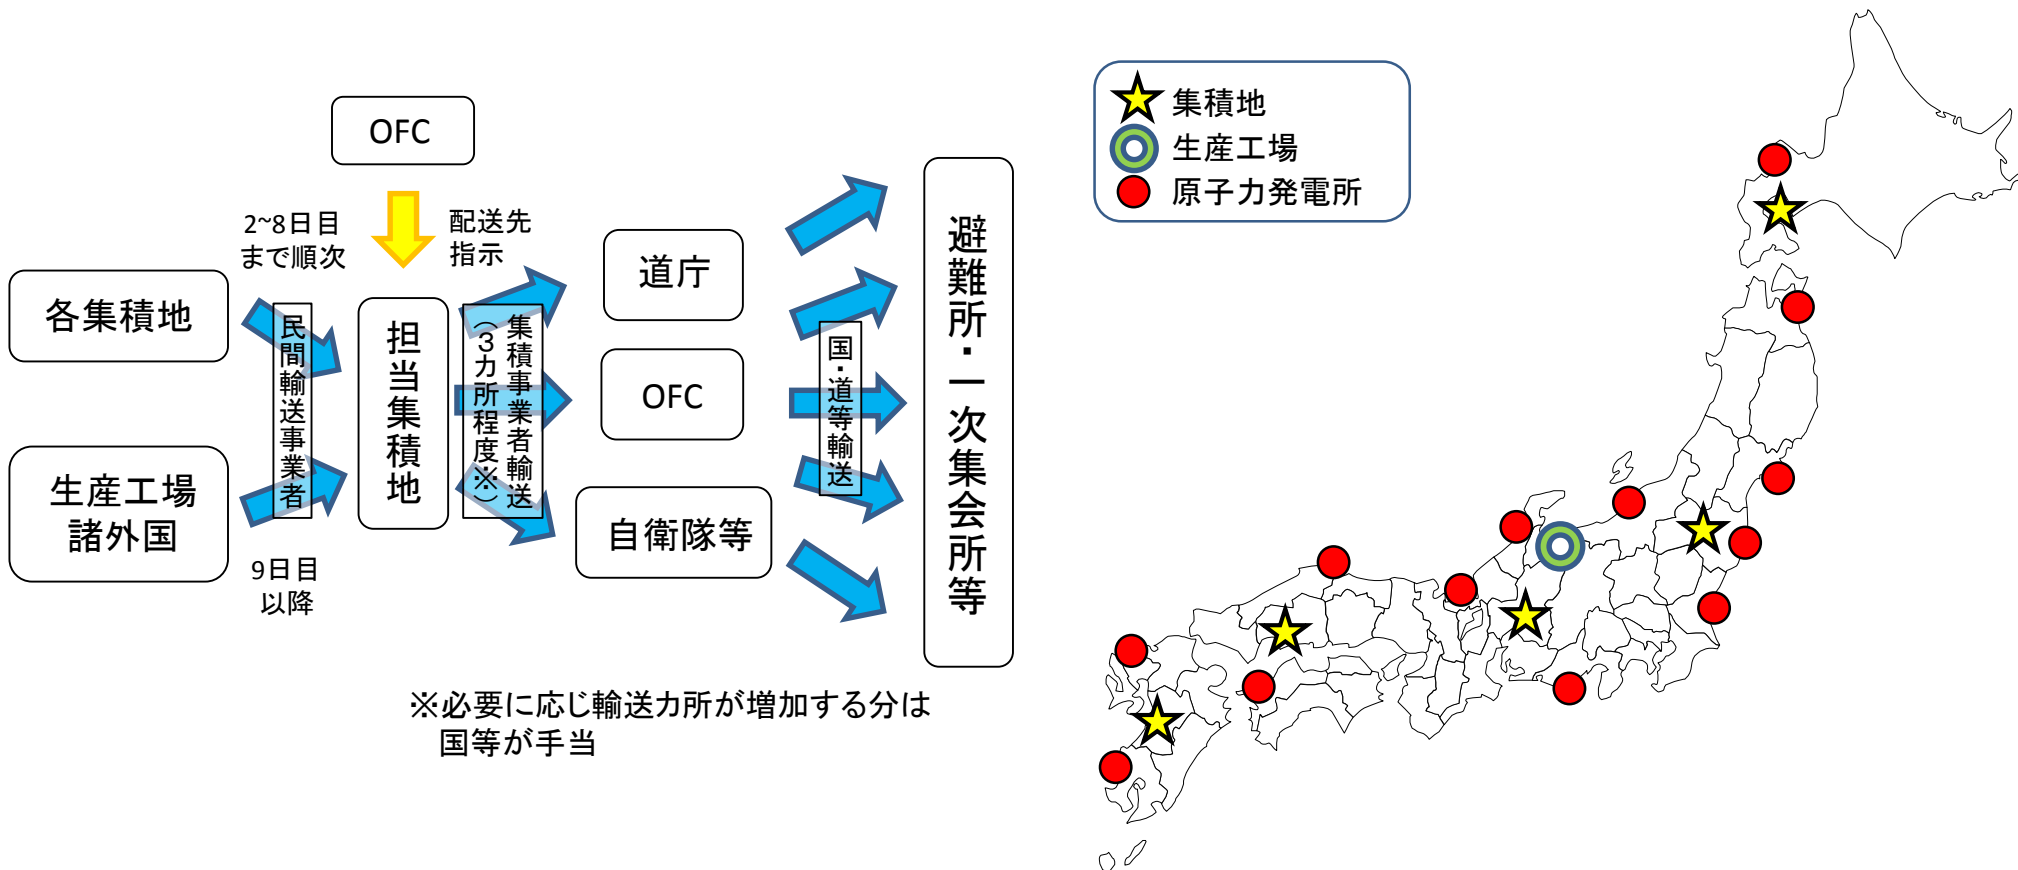 OFC
2~8日目
まで順次
配送先
指示
各集積地
生産工場
諸外国
民間輸送事業者
9日目
以降
担当集積地
集積事業者輸送
（３カ所程度※）
道庁
OFC
自衛隊等
国・道等輸送
避難所・一次集会所等
※必要に応じ輸送カ所が増加する分は
国等が手当
集積地
生産工場
原子力発電所